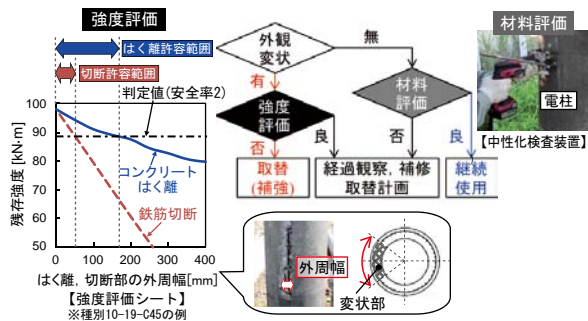 強度評価
はく離許容範囲
切断許容範囲
判定値(安全率2)
100
90
80
70
60
50
残存強度 [kN・m]
コンクリート
はく離
鉄筋切断
0
100
200
300
400
はく離, 切断部の外周幅[mm]
【強度評価シート】
※種別10-19-C45の例
外観
変状
無
有
強度
評価
材料
評価
否
良
否
良
取替
(補強)
経過観察, 補修
取替計画
継続
使用
材料評価
電柱
【中性化検査装置】
外周幅
変状部